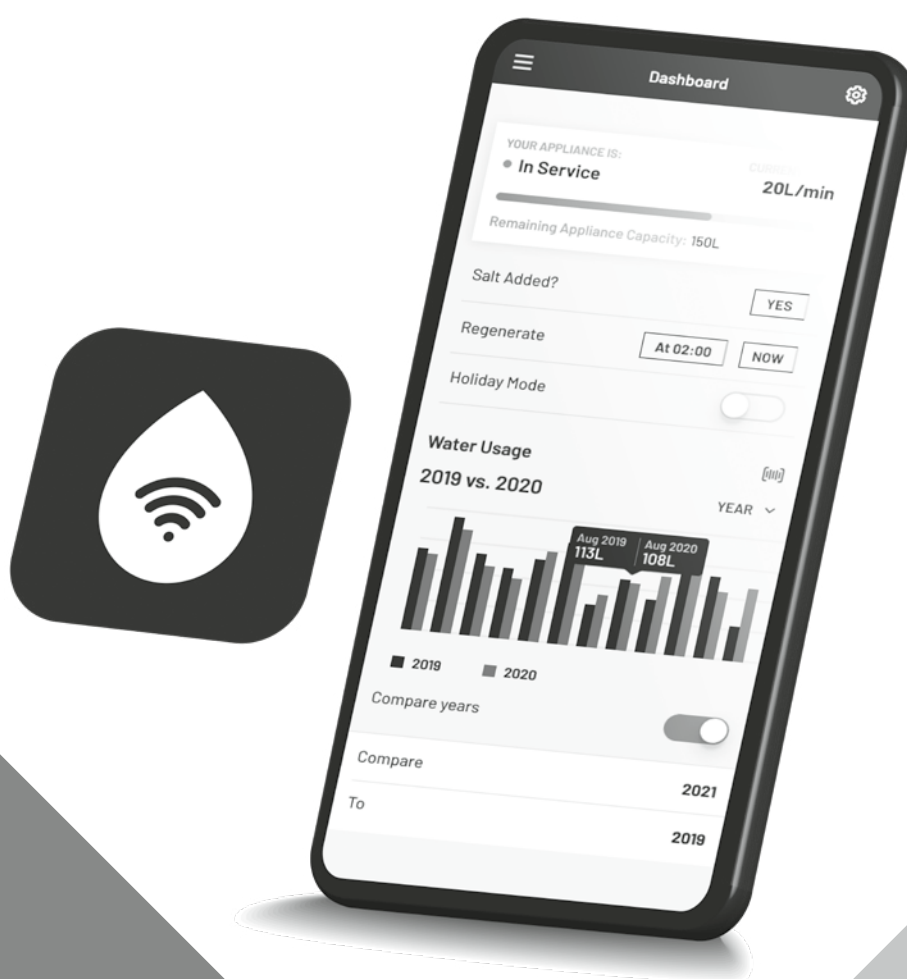 Dashboard
YOUR APPLIANCE IS:
In Service
20L/min
Remaining Appliance Capacity: 150L
Salt Added?
YES
Regenerate
At 02:00
NOW
Holiday Mode
Water Usage
2019 vs. 2020
YEAR
Aug 2019
113L
Aug 2020
108L
2019
2020
Compare years
Compare
2021
To
2019